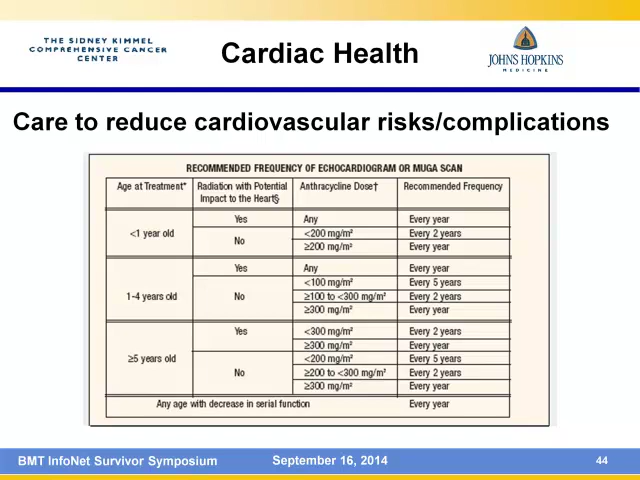 THE SIDNEY KIMMEL
COMPREHENSIVE CANCER
CENTER
Cardiac Health
JOHNS HOPKINS
MEDICINE
Care to reduce cardiovascular risks/complications
RECOMMENDED FREQUENCY OF ECHOCARDIOGRAM OR MUGA SCAN
Age at Treatment* Radiation with Potential Impact to the Heart§ Anthracycline Dose† Recommended Frequency
<1 year old Yes Any Every year
No <200 mg/m² Every 2 years
≥200 mg/m² Every year
1-4 years old Yes Any Every year
No <100 mg/m² Every 5 years
≥100 to <300 mg/m² Every 2 years
≥300 mg/m² Every year
≥5 years old Yes <300 mg/m² Every 2 years
≥300 mg/m² Every year
No <200 mg/m² Every 5 years
≥200 to <300 mg/m² Every 2 years
≥300 mg/m² Every year
Any age with decrease in serial function Every year
BMT InfoNet Survivor Symposium September 16, 2014 44